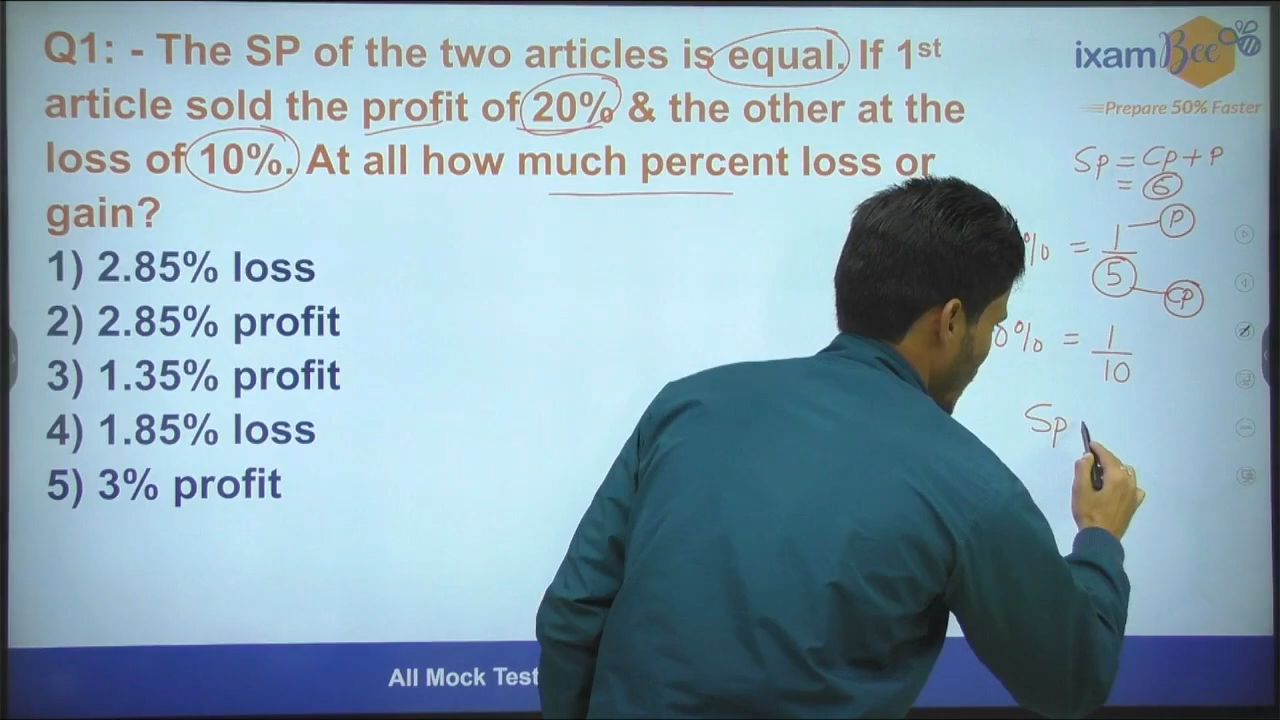 Q1: - The SP of the two articles is equal. If 1st
article sold the profit of 20% & the other at the
loss of 10%. At all how much percent loss or
gain?
1) 2.85% loss
2) 2.85% profit
3) 1.35% profit
4) 1.85% loss
5) 3% profit
ixamBee
Prepare 50% Faster
Sp = Cp + P
= 6
% = 1/5
P
CP
0% = 1/10
Sp
All Mock Test